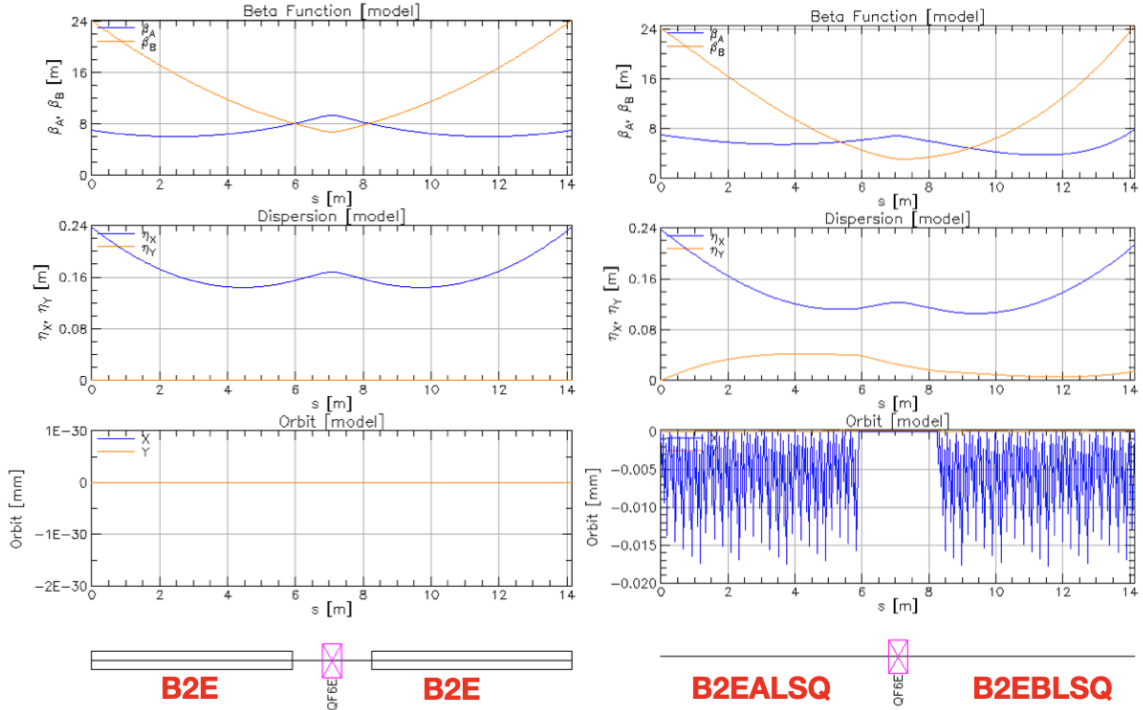 Beta Function [model]
β_A
β_B
β_A, β_B [m]
24
16
8
0
0 2 4 6 8 10 12 14
s [m]
Dispersion [model]
η_X
η_Y
η_X, η_Y [m]
0.24
0.16
0.08
0
0 2 4 6 8 10 12 14
s [m]
Orbit [model]
X
Y
Orbit [mm]
1E-30
0
-1E-30
-2E-30
0 2 4 6 8 10 12 14
s [m]
B2E
QF6E
B2E
Beta Function [model]
β_A
β_B
β_A, β_B [m]
24
16
8
0
0 2 4 6 8 10 12 14
s [m]
Dispersion [model]
η_X
η_Y
η_X, η_Y [m]
0.24
0.16
0.08
0
0 2 4 6 8 10 12 14
s [m]
Orbit [model]
X
Orbit [mm]
0
-0.005
-0.010
-0.015
-0.020
0 2 4 6 8 10 12 14
s [m]
B2EALSQ
QF6E
B2EBLSQ